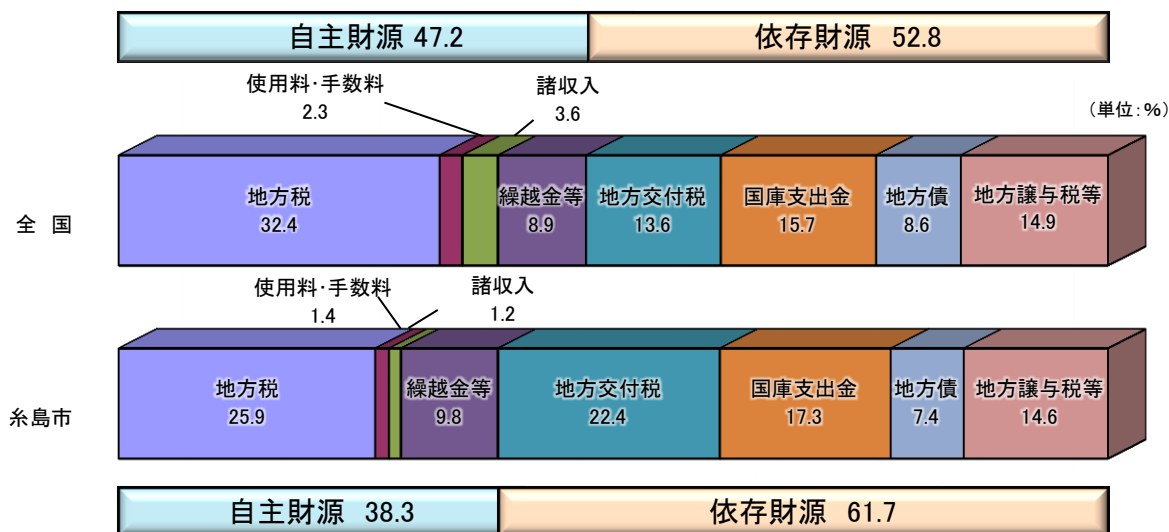 自主財源 47.2
依存財源 52.8
使用料・手数料
2.3
諸収入
3.6
(単位:%)
全 国
地方税
32.4
繰越金等
8.9
地方交付税
13.6
国庫支出金
15.7
地方債
8.6
地方譲与税等
14.9
使用料・手数料
1.4
諸収入
1.2
糸島市
地方税
25.9
繰越金等
9.8
地方交付税
22.4
国庫支出金
17.3
地方債
7.4
地方譲与税等
14.6
自主財源 38.3
依存財源 61.7